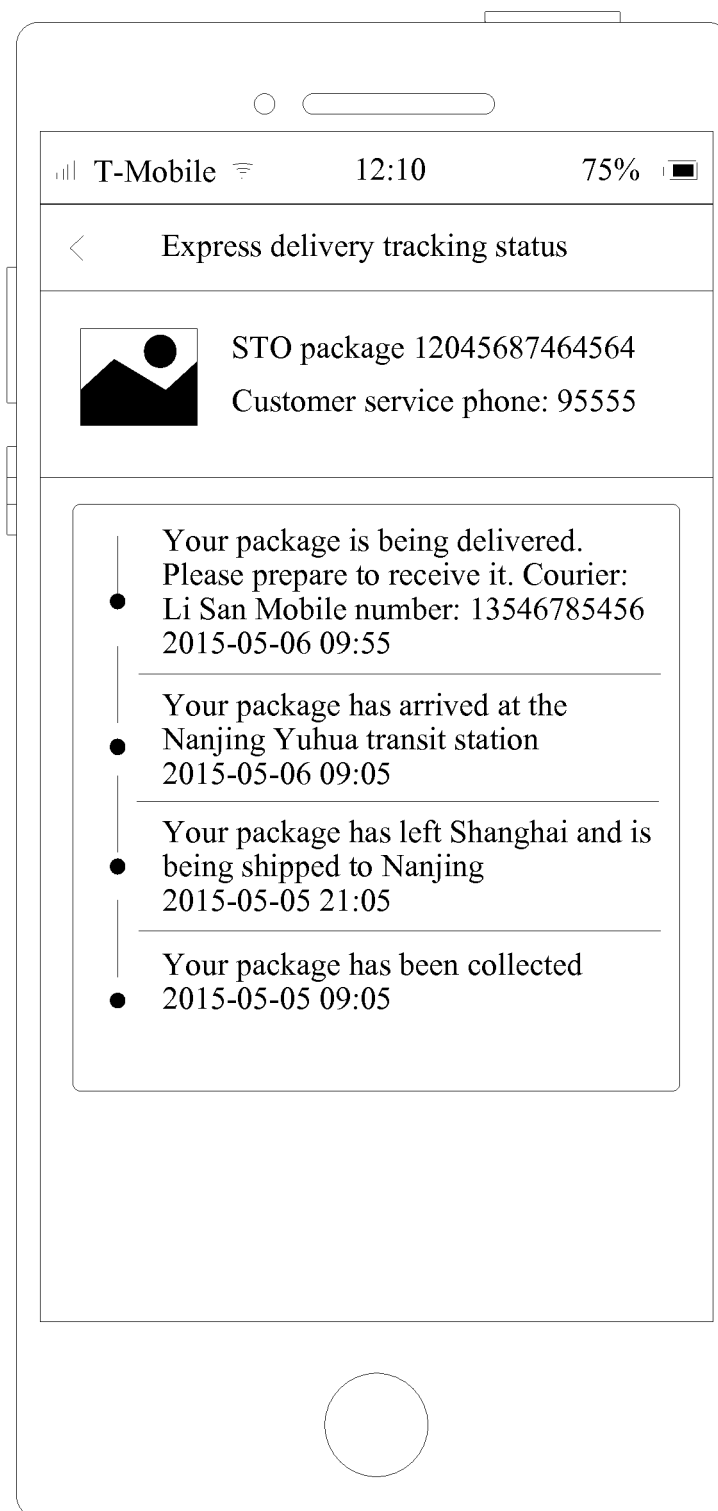 T-Mobile 12:10 75%
Express delivery tracking status
STO package 12045687464564
Customer service phone: 95555
Your package is being delivered.
Please prepare to receive it. Courier:
Li San Mobile number: 13546785456
2015-05-06 09:55
Your package has arrived at the
Nanjing Yuhua transit station
2015-05-06 09:05
Your package has left Shanghai and is
being shipped to Nanjing
2015-05-05 21:05
Your package has been collected
2015-05-05 09:05